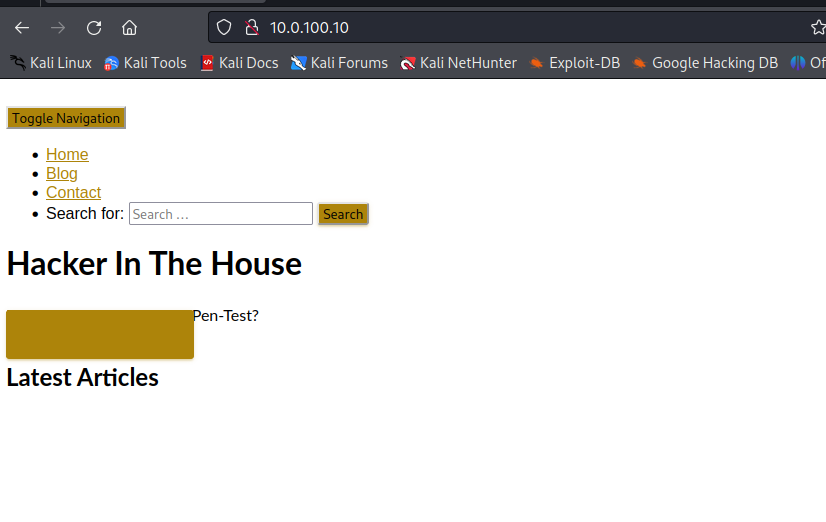 10.0.100.10
Kali Linux Kali Tools Kali Docs Kali Forums Kali NetHunter Exploit-DB Google Hacking DB Of
Toggle Navigation
Home
Blog
Contact
Search for: Search … Search
Hacker In The House
Pen-Test?
Latest Articles